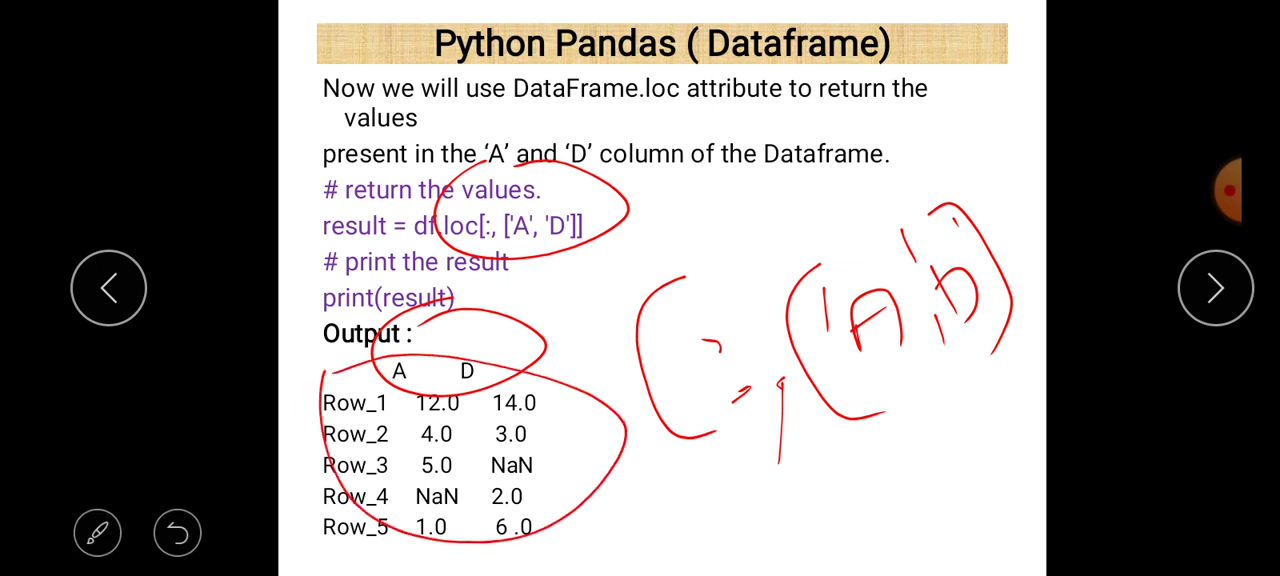 Python Pandas ( Dataframe)
Now we will use DataFrame.loc attribute to return the
values
present in the ‘A’ and ‘D’ column of the Dataframe.
# return the values.
result = df.loc[:, ['A', 'D']]
# print the result
print(result)
Output :
A D
Row_1 12.0 14.0
Row_2 4.0 3.0
Row_3 5.0 NaN
Row_4 NaN 2.0
Row_5 1.0 6 .0
[:, ['A', 'D']